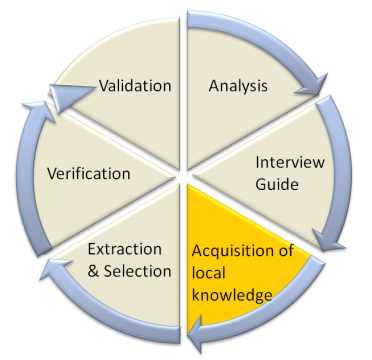 Validation
Analysis
Interview
Guide
Acquisition of
local
knowledge
Extraction
& Selection
Verification